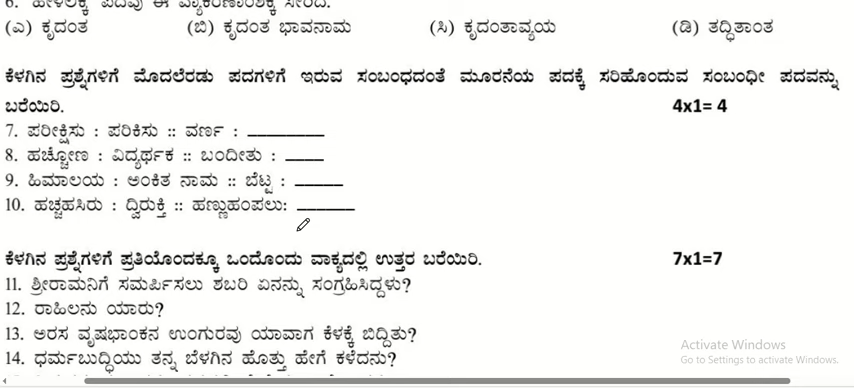 (ಎ) ಕೃದಂತ (ಬಿ) ಕೃದಂತ ಭಾವನಾಮ (ಸಿ) ಕೃದಂತಾವ್ಯಯ (ಡಿ) ತದ್ಧಿತಾಂತ
ಕೆಳಗಿನ ಪ್ರಶ್ನೆಗಳಿಗೆ ಮೊದಲೆರಡು ಪದಗಳಿಗೆ ಇರುವ ಸಂಬಂಧದಂತೆ ಮೂರನೆಯ ಪದಕ್ಕೆ ಸರಿಹೊಂದುವ ಸಂಬಂಧೀ ಪದವನ್ನು
ಬರೆಯಿರಿ. 4x1= 4
7. ಪರೀಕ್ಷಿಸು : ಪರಿಕಿಸು :: ವರ್ಣ : ________
8. ಹಚ್ಚೋಣ : ವಿದ್ಯರ್ಥಕ :: ಬಂದೀತು : ____
9. ಹಿಮಾಲಯ : ಅಂಕಿತ ನಾಮ :: ಬೆಟ್ಟ : _____
10. ಹಚ್ಚಹಸಿರು : ದ್ವಿರುಕ್ತಿ :: ಹಣ್ಣುಹಂಪಲು: ______
ಕೆಳಗಿನ ಪ್ರಶ್ನೆಗಳಿಗೆ ಪ್ರತಿಯೊಂದಕ್ಕೂ ಒಂದೊಂದು ವಾಕ್ಯದಲ್ಲಿ ಉತ್ತರ ಬರೆಯಿರಿ. 7x1=7
11. ಶ್ರೀರಾಮನಿಗೆ ಸಮರ್ಪಿಸಲು ಶಬರಿ ಏನನ್ನು ಸಂಗ್ರಹಿಸಿದ್ದಳು?
12. ರಾಹಿಲನು ಯಾರು?
13. ಅರಸ ವೃಷಭಾಂಕನ ಉಂಗುರವು ಯಾವಾಗ ಕೆಳಕ್ಕೆ ಬಿದ್ದಿತು?
14. ಧರ್ಮಬುದ್ಧಿಯು ತನ್ನ ಬೆಳಗಿನ ಹೊತ್ತು ಹೇಗೆ ಕಳೆದನು?
Activate Windows
Go to Settings to activate Windows.